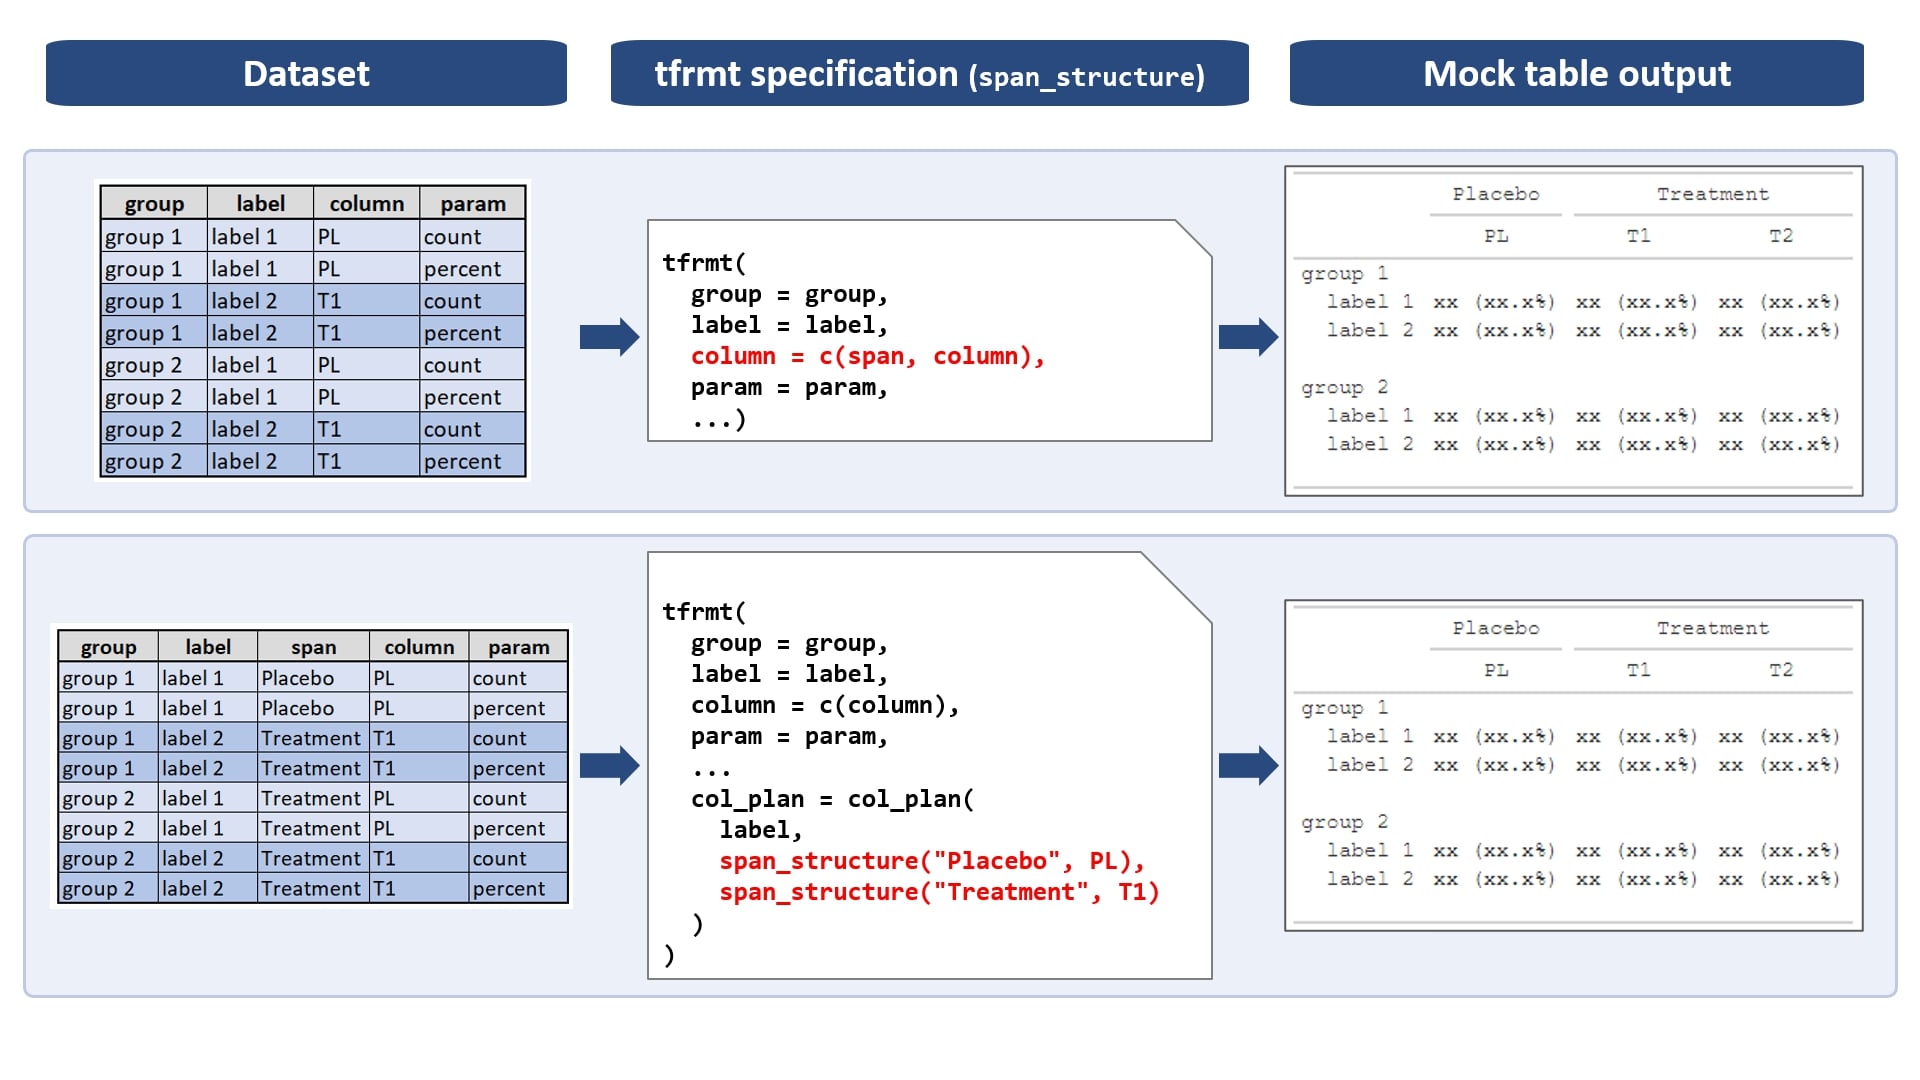 Dataset
tfrmt specification (span_structure)
Mock table output
group label column param
group 1 label 1 PL count
group 1 label 1 PL percent
group 1 label 2 T1 count
group 1 label 2 T1 percent
group 2 label 1 PL count
group 2 label 1 PL percent
group 2 label 2 T1 count
group 2 label 2 T1 percent
tfrmt(
group = group,
label = label,
column = c(span, column),
param = param,
...)
Placebo Treatment
PL T1 T2
group 1
label 1 xx (xx.x%) xx (xx.x%) xx (xx.x%)
label 2 xx (xx.x%) xx (xx.x%) xx (xx.x%)
group 2
label 1 xx (xx.x%) xx (xx.x%) xx (xx.x%)
label 2 xx (xx.x%) xx (xx.x%) xx (xx.x%)
group label span column param
group 1 label 1 Placebo PL count
group 1 label 1 Placebo PL percent
group 1 label 2 Treatment T1 count
group 1 label 2 Treatment T1 percent
group 2 label 1 Treatment PL count
group 2 label 1 Treatment PL percent
group 2 label 2 Treatment T1 count
group 2 label 2 Treatment T1 percent
tfrmt(
group = group,
label = label,
column = c(column),
param = param,
...
col_plan = col_plan(
label,
span_structure("Placebo", PL),
span_structure("Treatment", T1)
)
)
Placebo Treatment
PL T1 T2
group 1
label 1 xx (xx.x%) xx (xx.x%) xx (xx.x%)
label 2 xx (xx.x%) xx (xx.x%) xx (xx.x%)
group 2
label 1 xx (xx.x%) xx (xx.x%) xx (xx.x%)
label 2 xx (xx.x%) xx (xx.x%) xx (xx.x%)